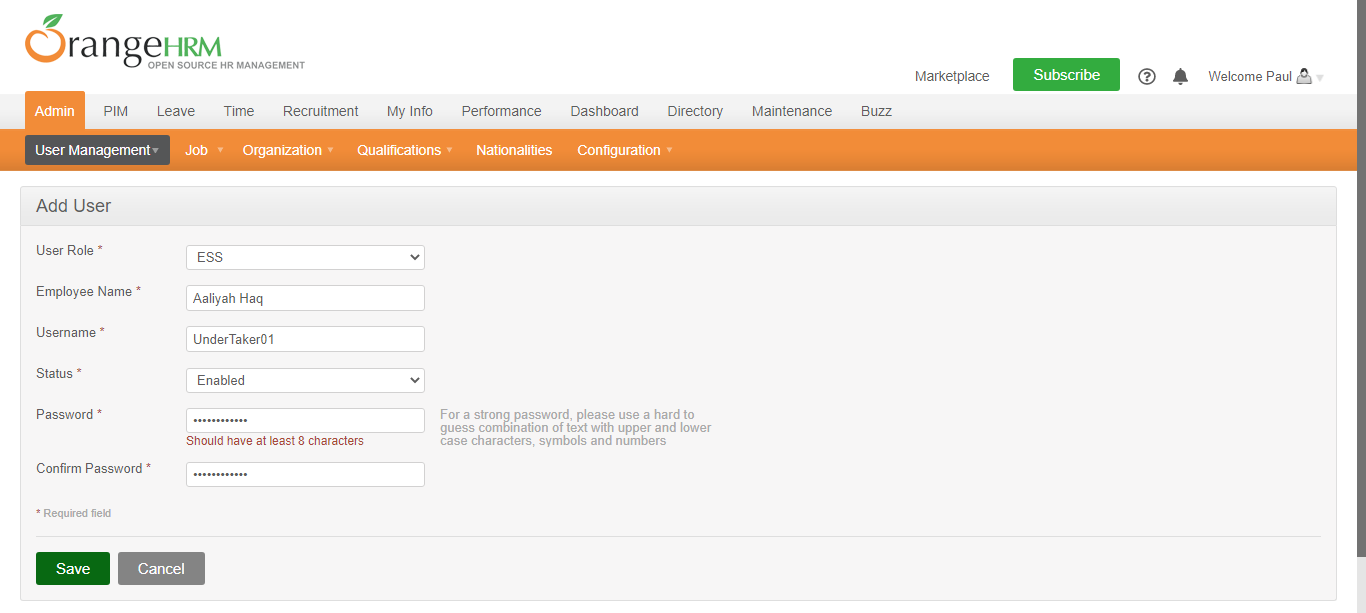 OrangeHRM
OPEN SOURCE HR MANAGEMENT
Marketplace Subscribe ? Welcome Paul
Admin PIM Leave Time Recruitment My Info Performance Dashboard Directory Maintenance Buzz
User Management Job Organization Qualifications Nationalities Configuration
Add User
User Role * ESS
Employee Name * Aaliyah Haq
Username * UnderTaker01
Status * Enabled
Password * ••••••••••••
For a strong password, please use a hard to
guess combination of text with upper and lower
case characters, symbols and numbers
Should have at least 8 characters
Confirm Password * ••••••••••••
* Required field
Save Cancel